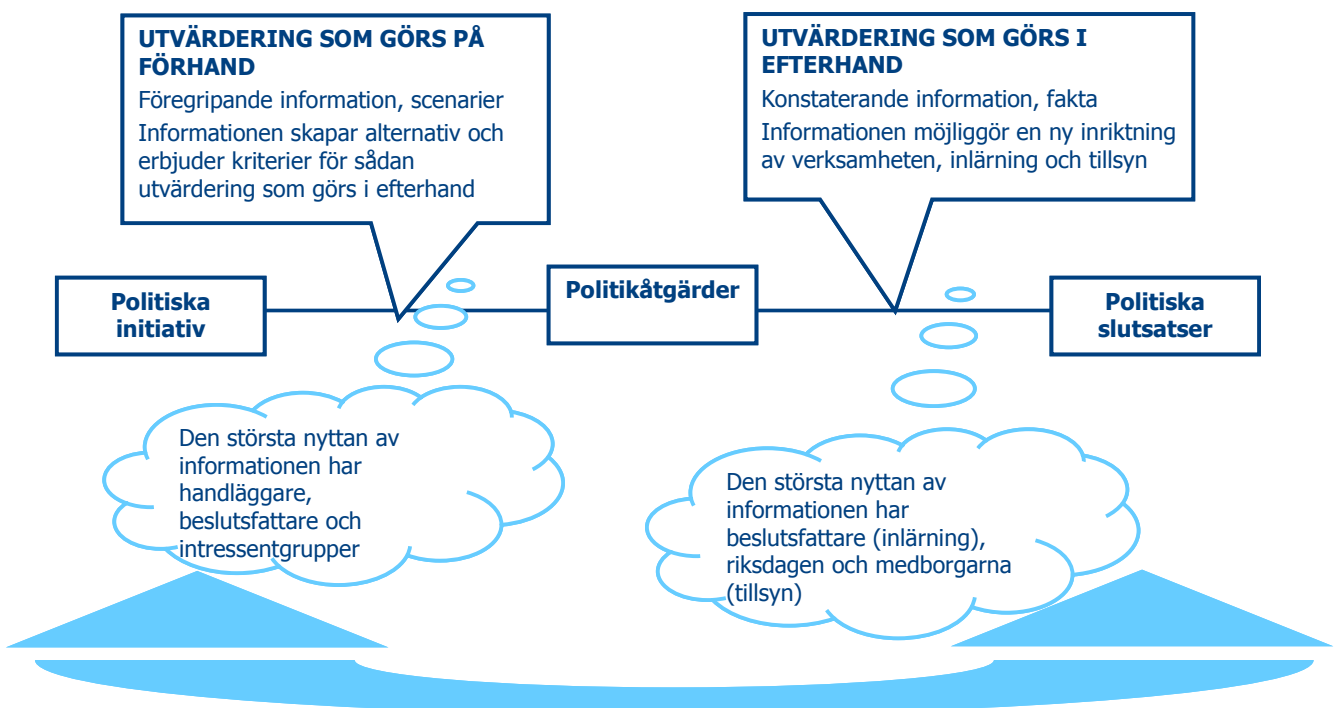 UTVÄRDERING SOM GÖRS PÅ
FÖRHAND
Föregripande information, scenarier
Informationen skapar alternativ och
erbjuder kriterier för sådan
utvärdering som görs i efterhand
UTVÄRDERING SOM GÖRS I
EFTERHAND
Konstaterande information, fakta
Informationen möjliggör en ny inriktning
av verksamheten, inlärning och tillsyn
Politiska
initiativ
Politikåtgärder
Politiska
slutsatser
Den största nyttan av
informationen har
handläggare,
beslutsfattare och
intressentgrupper
Den största nyttan av
informationen har
beslutsfattare (inlärning),
riksdagen och medborgarna
(tillsyn)